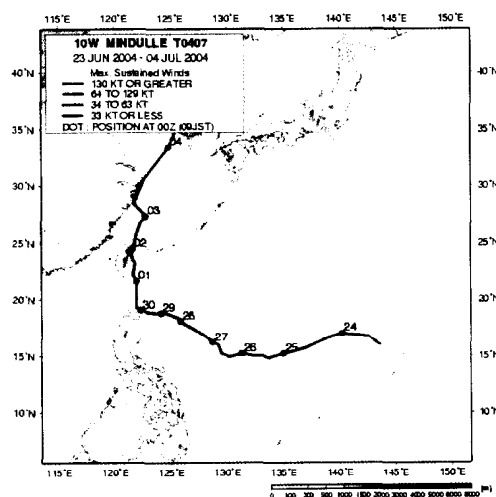 115°E 120°E 125°E 130°E 135°E 140°E 145°E 150°E
10W MINDULLE T0407
23 JUN 2004 - 04 JUL 2004
Max. Sustained Winds
130 KT OR GREATER
64 TO 129 KT
34 TO 63 KT
33 KT OR LESS
DOT : POSITION AT 00Z (09JST)
40°N 40°N
35°N 35°N
30°N 30°N
25°N 25°N
20°N 20°N
15°N 15°N
10°N 10°N
04
03
02
01
30 29 28
27 26 25 24
115°E 120°E 125°E 130°E 135°E 140°E 145°E 150°E
(m)